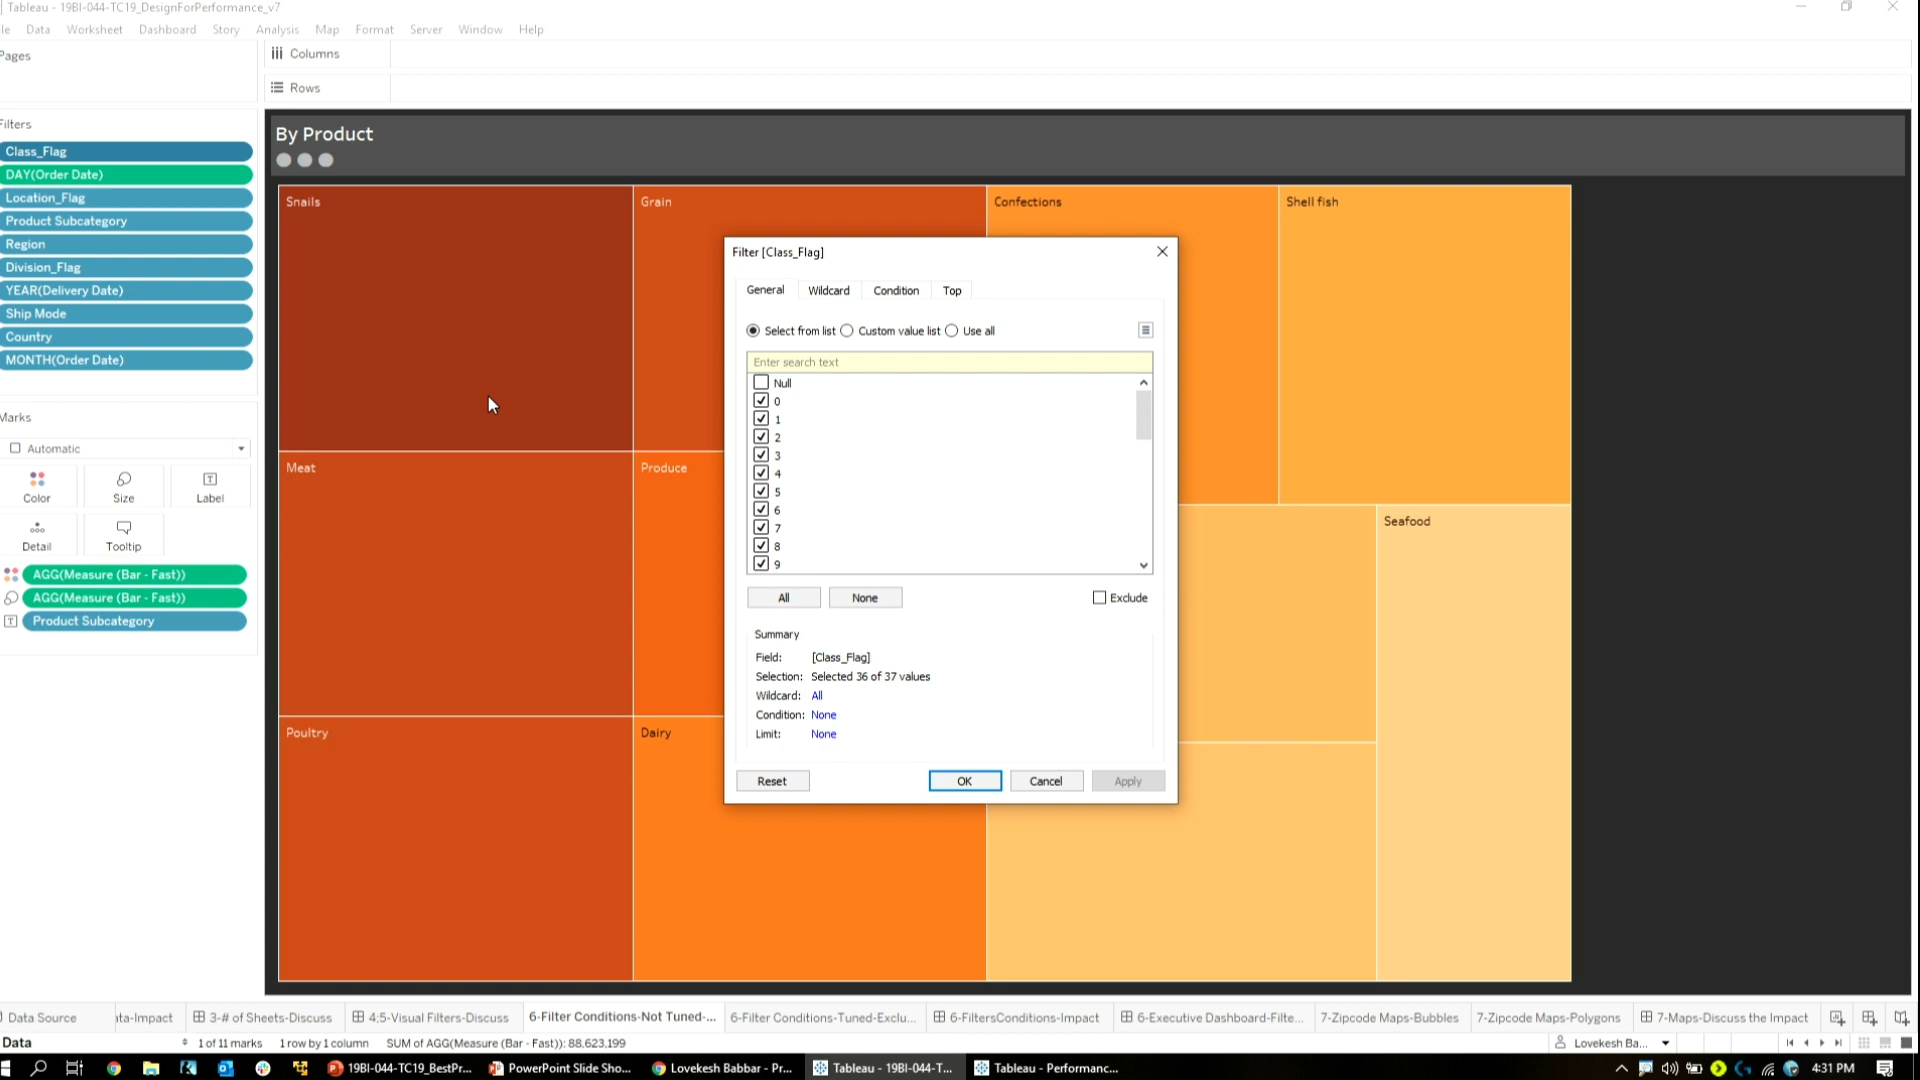 Tableau - 19BI-044-TC19_DesignForPerformance_v7
le Data Worksheet Dashboard Story Analysis Map Format Server Window Help
Pages
Columns
Rows
Filters
Class_Flag
DAY(Order Date)
Location_Flag
Product Subcategory
Region
Division_Flag
YEAR(Delivery Date)
Ship Mode
Country
MONTH(Order Date)
Marks
Automatic
Color Size Label
Detail Tooltip
AGG(Measure (Bar - Fast))
AGG(Measure (Bar - Fast))
Product Subcategory
By Product
Snails
Grain
Confections
Shell fish
Meat
Produce
Seafood
Poultry
Dairy
Filter [Class_Flag]
General Wildcard Condition Top
Select from list Custom value list Use all
Enter search text
Null
0
1
2
3
4
5
6
7
8
9
All None Exclude
Summary
Field: [Class_Flag]
Selection: Selected 36 of 37 values
Wildcard: All
Condition: None
Limit: None
Reset OK Cancel Apply
Data Source ata-Impact 3-# of Sheets-Discuss 4;5-Visual Filters-Discuss 6-Filter Conditions-Not Tuned-... 6-Filter Conditions-Tuned-Exclu... 6-FiltersConditions-Impact 6-Executive Dashboard-Filte... 7-Zipcode Maps-Bubbles 7-Zipcode Maps-Polygons 7-Maps-Discuss the Impact
Data 1 of 11 marks 1 row by 1 column SUM of AGG(Measure (Bar - Fast)): 88,623,199 Lovekesh Ba...
19BI-044-TC19_BestPr... PowerPoint Slide Sho... Lovekesh Babbar - Pr... Tableau - 19BI-044-T... Tableau - Performanc... 4:31 PM